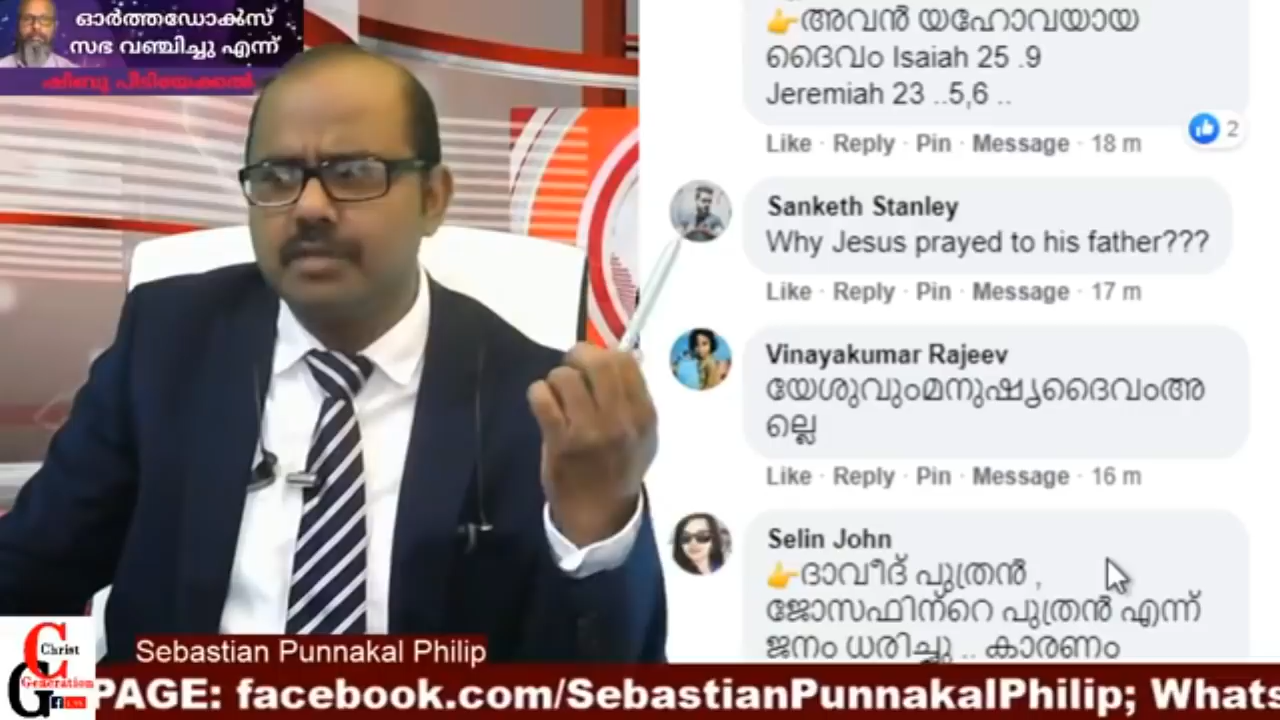 ഓർത്തഡോക്സ്
സഭ വഞ്ചിച്ചു എന്ന്
ഷിബു പീടിയേക്കൽ
👉അവൻ യഹോവയായ
ദൈവം Isaiah 25 .9
Jeremiah 23 ..5,6 ..
2
Like · Reply · Pin · Message · 18 m
Sanketh Stanley
Why Jesus prayed to his father???
Like · Reply · Pin · Message · 17 m
Vinayakumar Rajeev
യേശുവുംമനുഷ്യദൈവംഅ
ല്ലെ
Like · Reply · Pin · Message · 16 m
Selin John
👉ദാവീദ് പുത്രൻ ,
ജോസഫിന്റെ പുത്രൻ എന്ന്
ജനം ധരിച്ചു .. കാരണം
Sebastian Punnakal Philip
Christ
Generation
PAGE: facebook.com/SebastianPunnakalPhilip; Whats